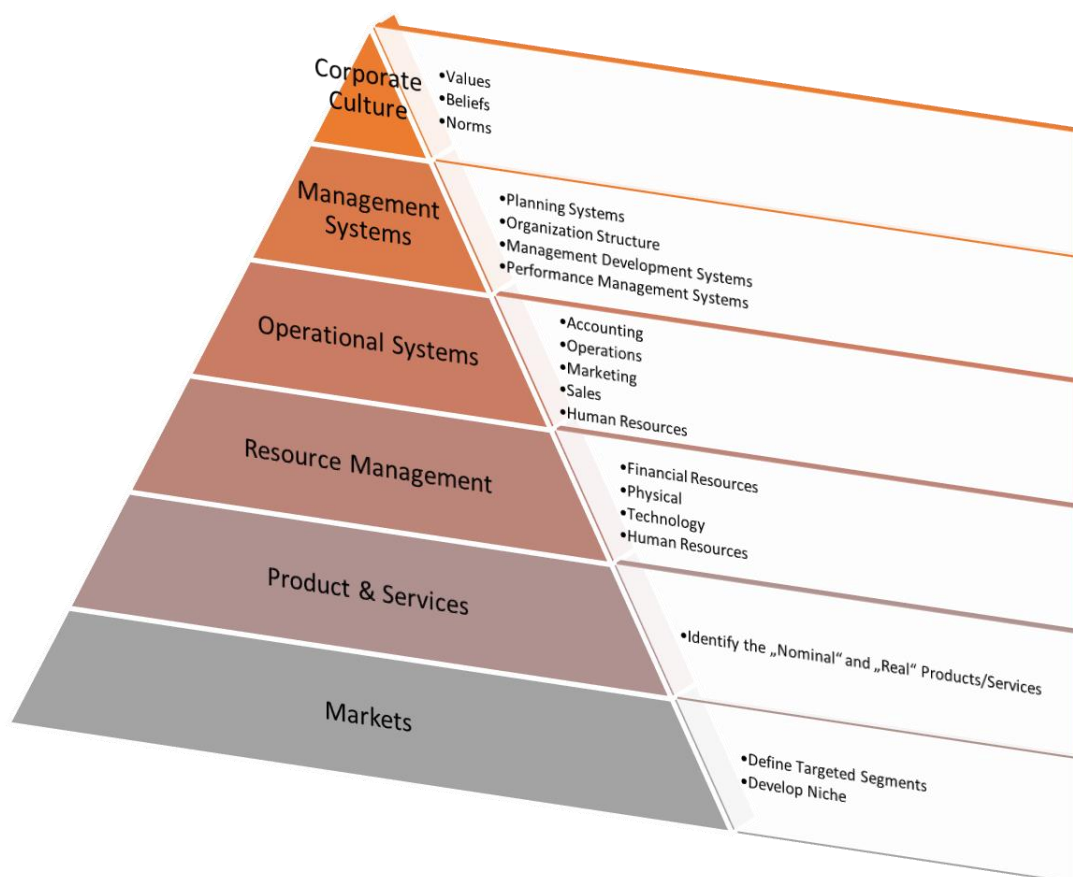 Corporate
Culture
•Values
•Beliefs
•Norms
Management
Systems
•Planning Systems
•Organization Structure
•Management Development Systems
•Performance Management Systems
Operational Systems
•Accounting
•Operations
•Marketing
•Sales
•Human Resources
Resource Management
•Financial Resources
•Physical
•Technology
•Human Resources
Product & Services
•Identify the „Nominal“ and „Real“ Products/Services
Markets
•Define Targeted Segments
•Develop Niche